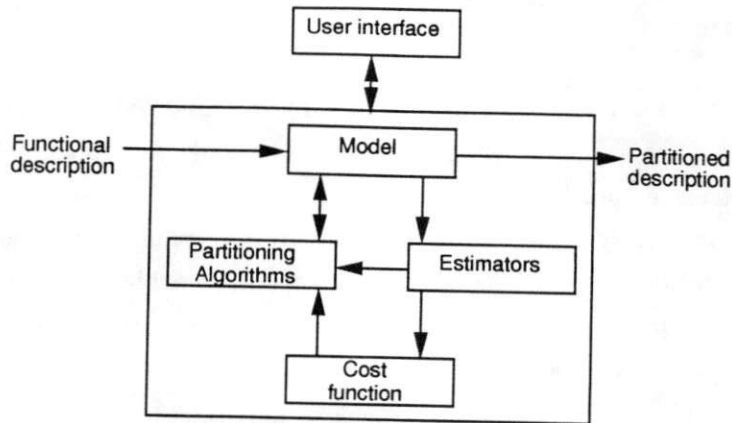 User interface
Functional
description
Model
Partitioned
description
Partitioning
Algorithms
Estimators
Cost
function